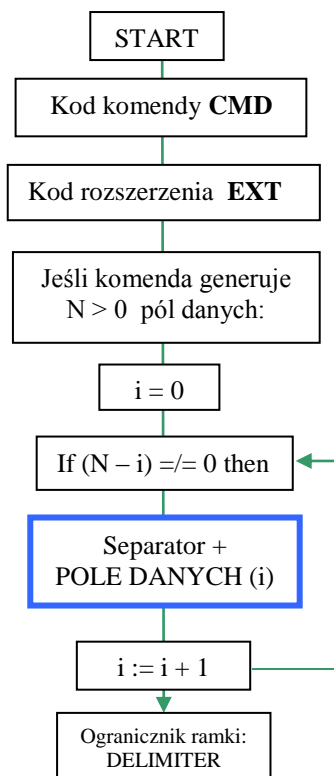 START
Kod komendy CMD
Kod rozszerzenia EXT
Jeśli komenda generuje
N > 0 pól danych:
i = 0
If (N – i) =/= 0 then
Separator +
POLE DANYCH (i)
i := i + 1
Ogranicznik ramki:
DELIMITER